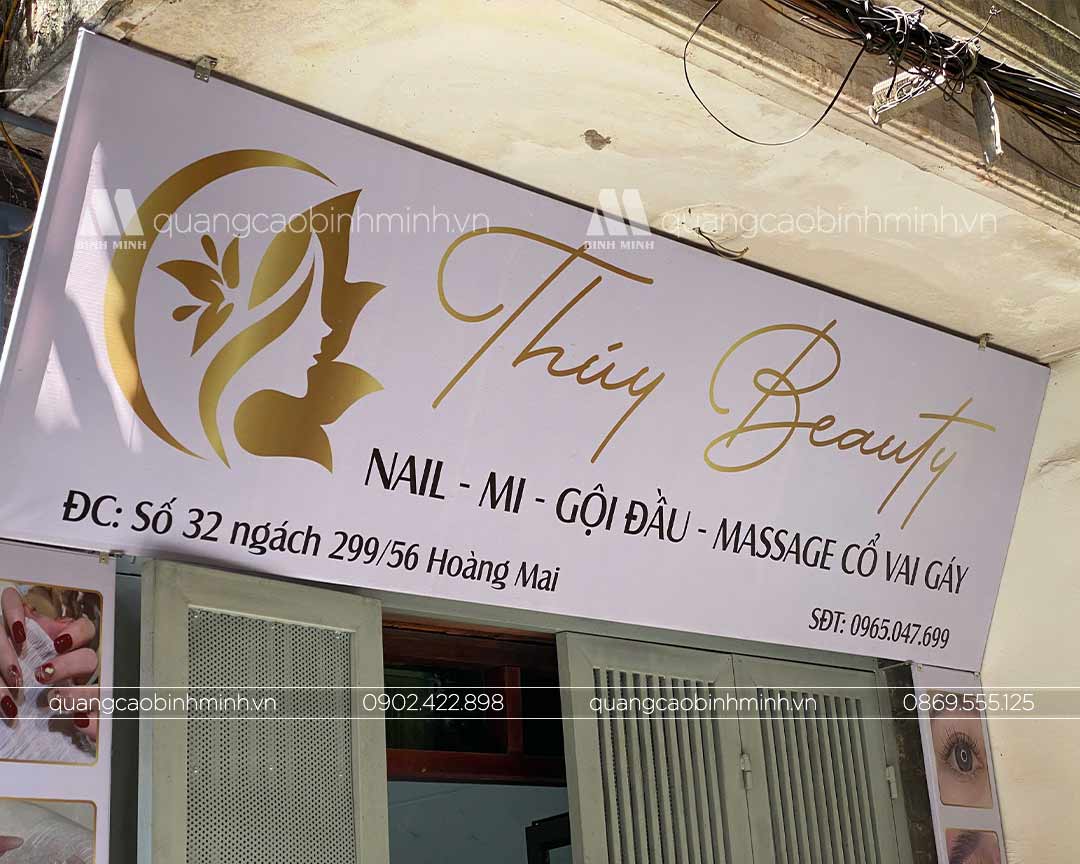 BINH MINH quangcaobinhminh.vn BINH MINH quangcaobinhminh.vn
Thúy Beauty
NAIL - MI - GỘI ĐẦU - MASSAGE CỔ VAI GÁY
ĐC: Số 32 ngách 299/56 Hoàng Mai
SĐT: 0965.047.699
quangcaobinhminh.vn 0902.422.898 quangcaobinhminh.vn 0869.555.125